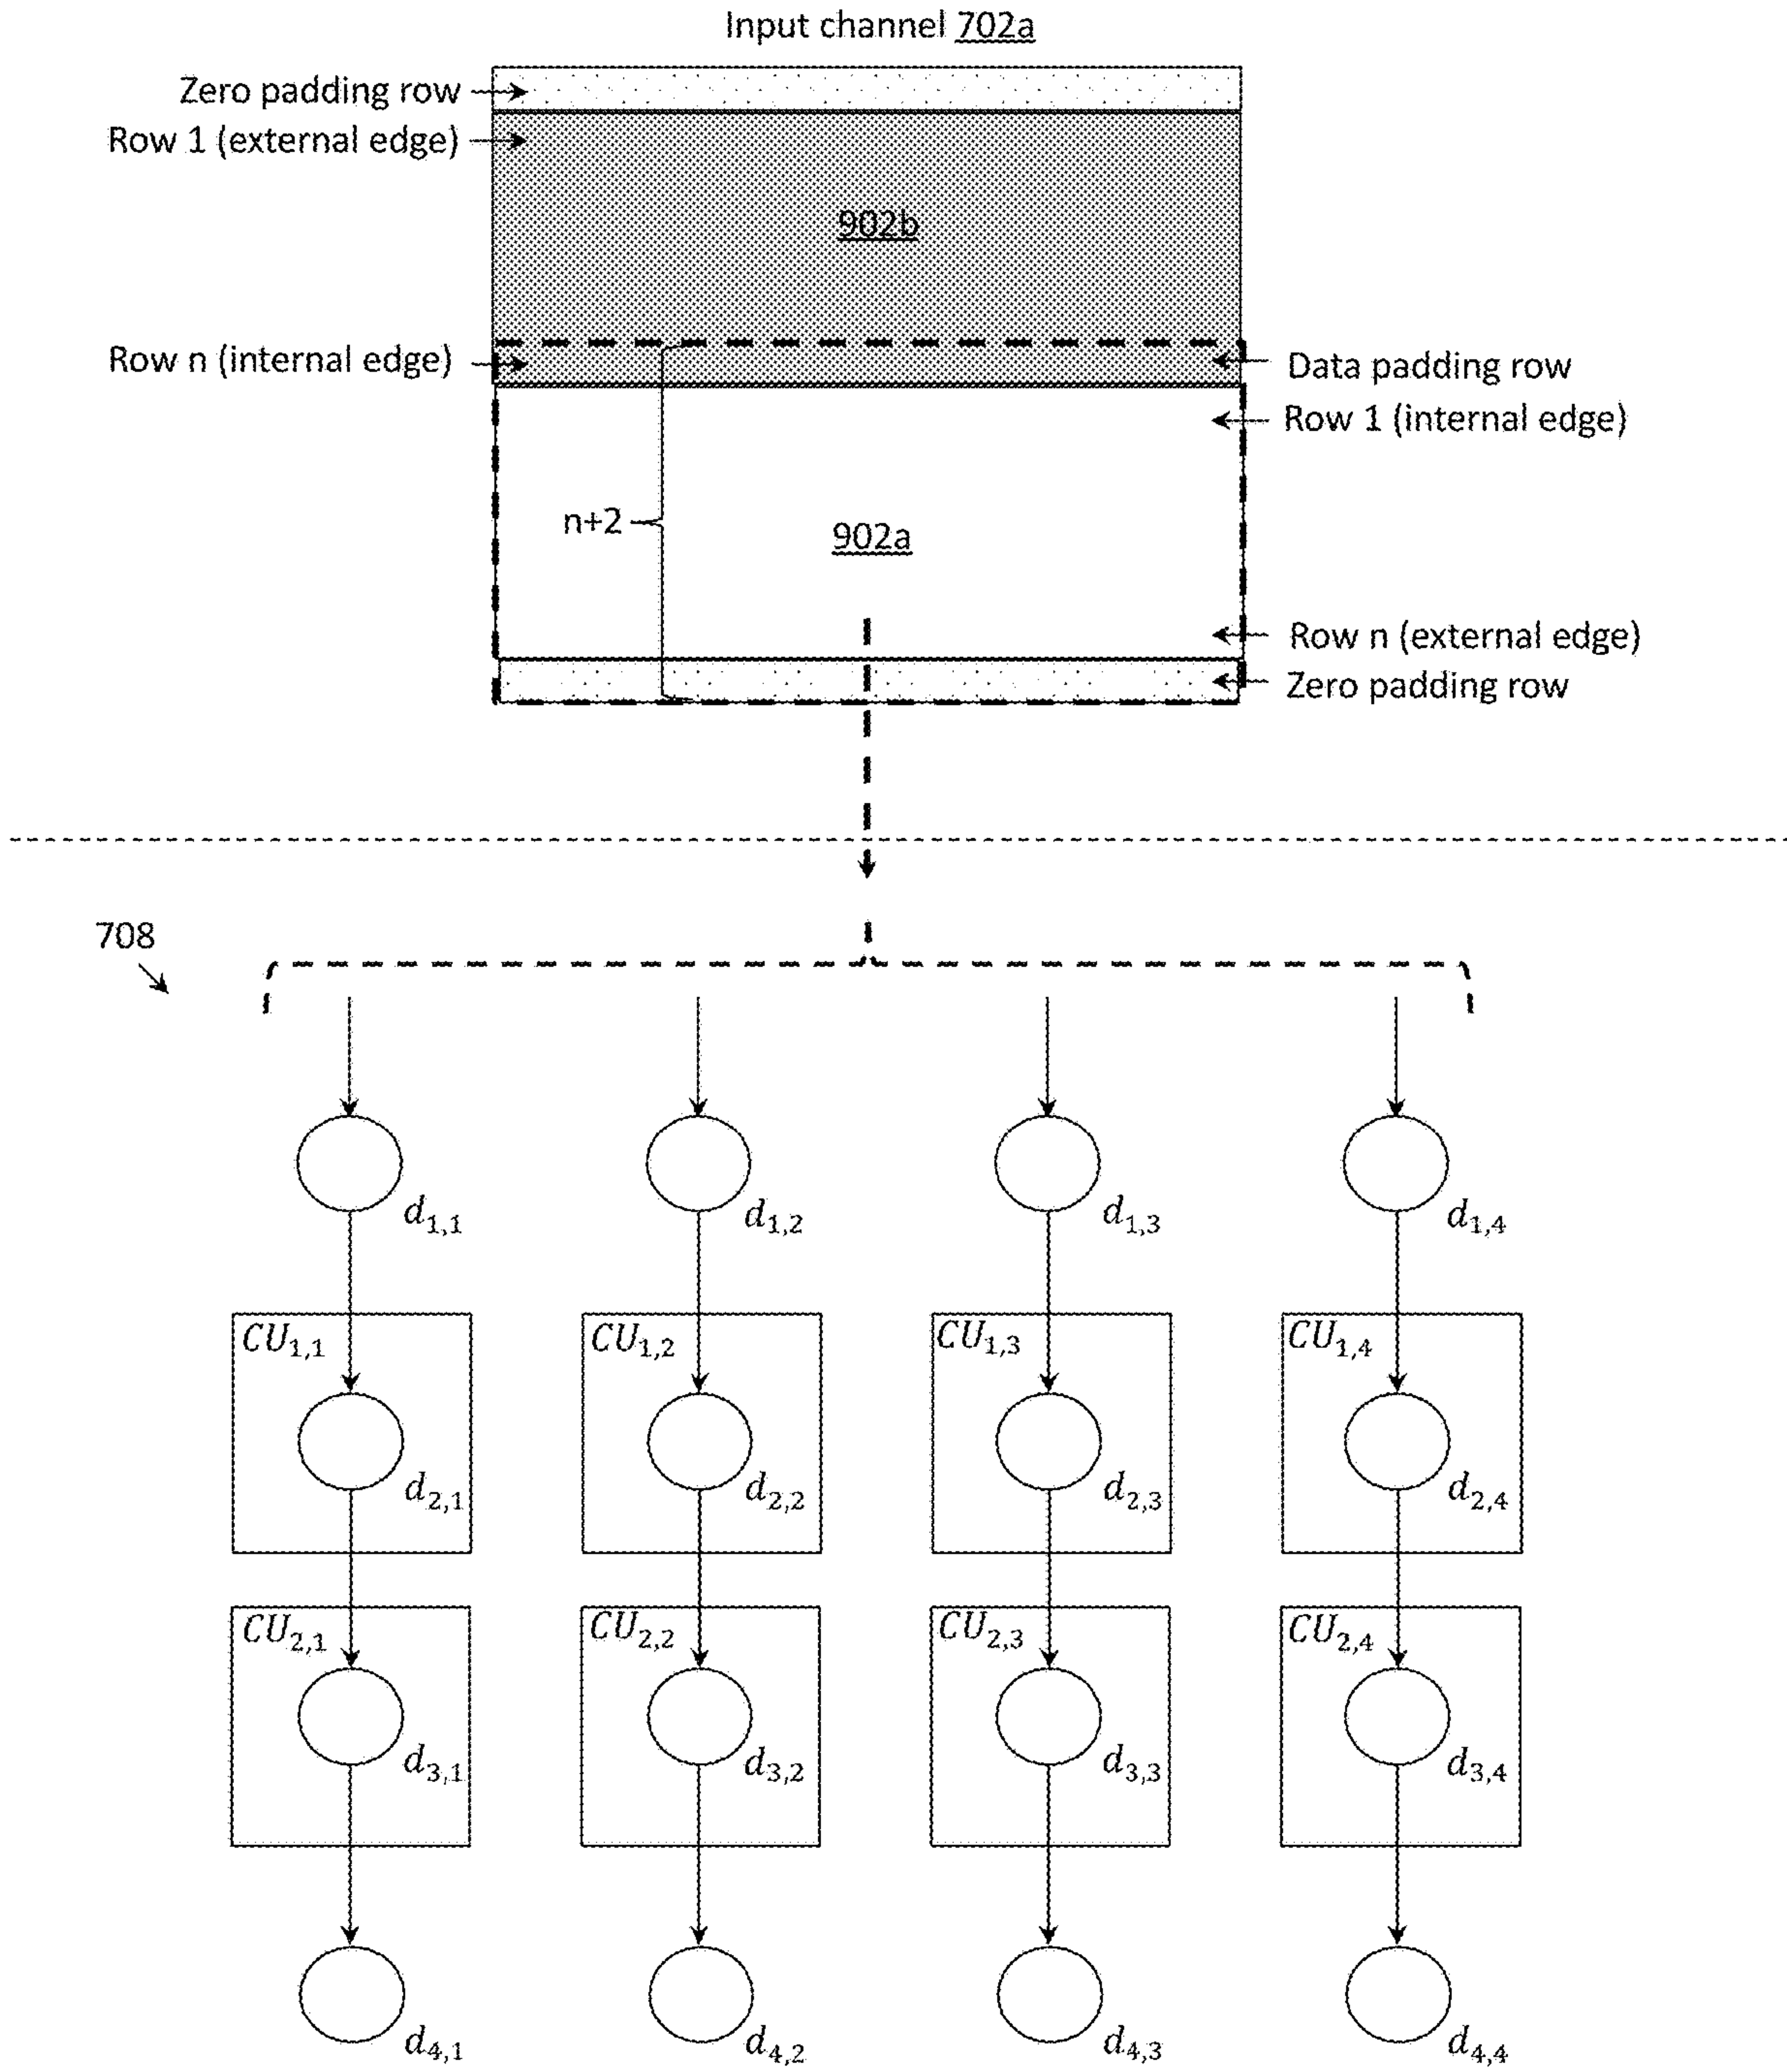 Input channel 702a
Zero padding row
Row 1 (external edge)
902b
Row n (internal edge)
Data padding row
Row 1 (internal edge)
n+2
902a
Row n (external edge)
Zero padding row
708
d1,1 d1,2 d1,3 d1,4
CU1,1 CU1,2 CU1,3 CU1,4
d2,1 d2,2 d2,3 d2,4
CU2,1 CU2,2 CU2,3 CU2,4
d3,1 d3,2 d3,3 d3,4
d4,1 d4,2 d4,3 d4,4